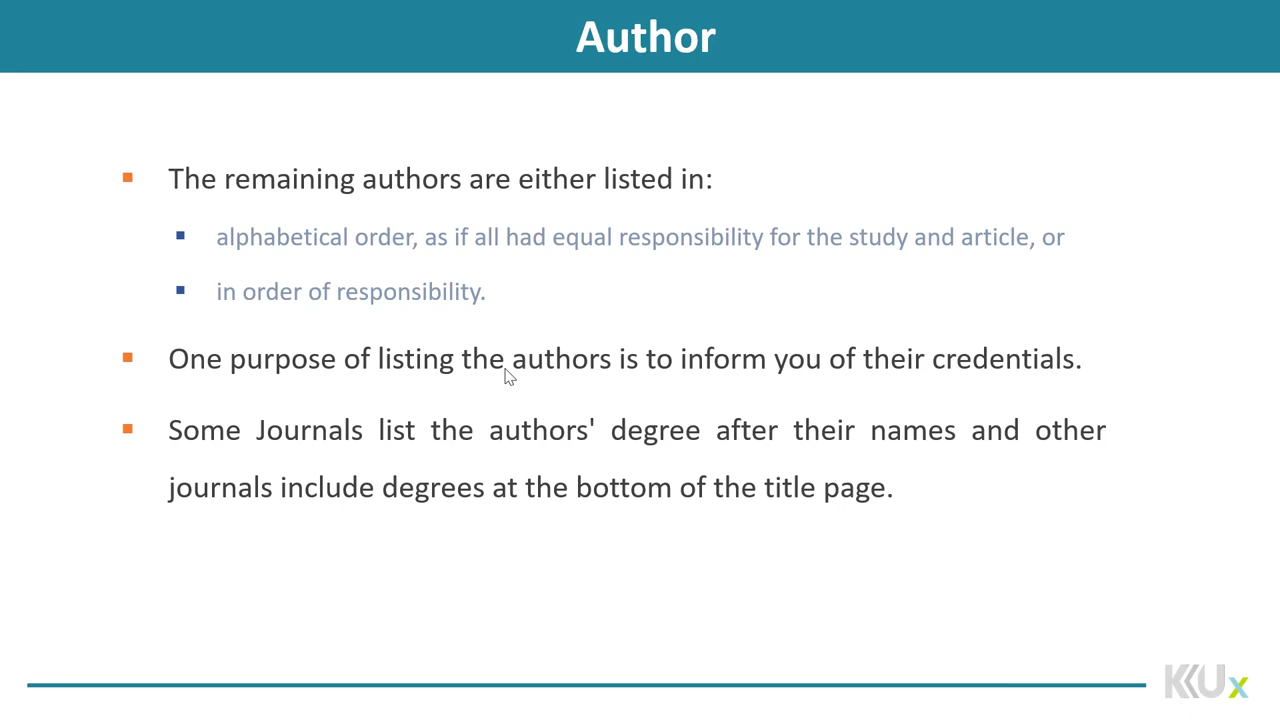 Author
The remaining authors are either listed in:
alphabetical order, as if all had equal responsibility for the study and article, or
in order of responsibility.
One purpose of listing the authors is to inform you of their credentials.
Some Journals list the authors' degree after their names and other
journals include degrees at the bottom of the title page.
KKUx